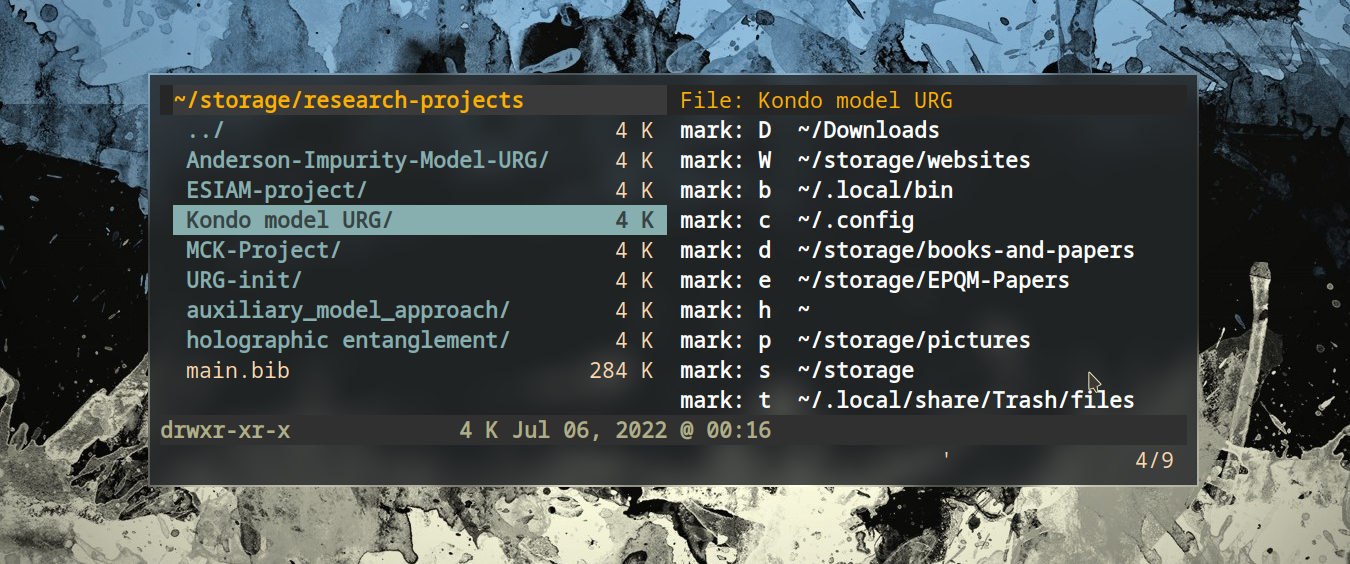 ~/storage/research-projects File: Kondo model URG
../ 4 K mark: D ~/Downloads
Anderson-Impurity-Model-URG/ 4 K mark: W ~/storage/websites
ESIAM-project/ 4 K mark: b ~/.local/bin
Kondo model URG/ 4 K mark: c ~/.config
MCK-Project/ 4 K mark: d ~/storage/books-and-papers
URG-init/ 4 K mark: e ~/storage/EPQM-Papers
auxiliary_model_approach/ 4 K mark: h ~
holographic entanglement/ 4 K mark: p ~/storage/pictures
main.bib 284 K mark: s ~/storage
mark: t ~/.local/share/Trash/files
drwxr-xr-x 4 K Jul 06, 2022 @ 00:16
' 4/9